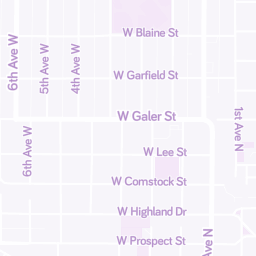 W Blaine St
6th Ave W
5th Ave W
4th Ave W
W Garfield St
W Galer St
1st Ave N
6th Ave W
W Lee St
W Comstock St
W Highland Dr
Ave N
W Prospect St